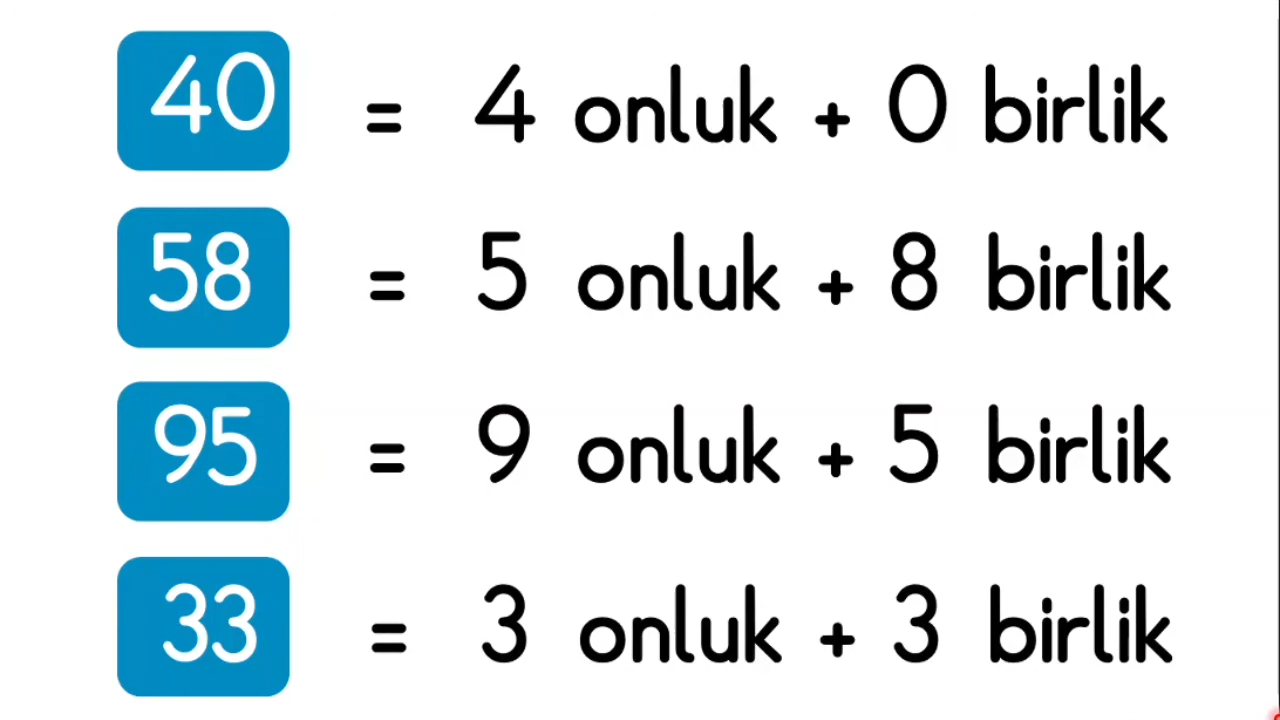 40 = 4 onluk + 0 birlik
58 = 5 onluk + 8 birlik
95 = 9 onluk + 5 birlik
33 = 3 onluk + 3 birlik